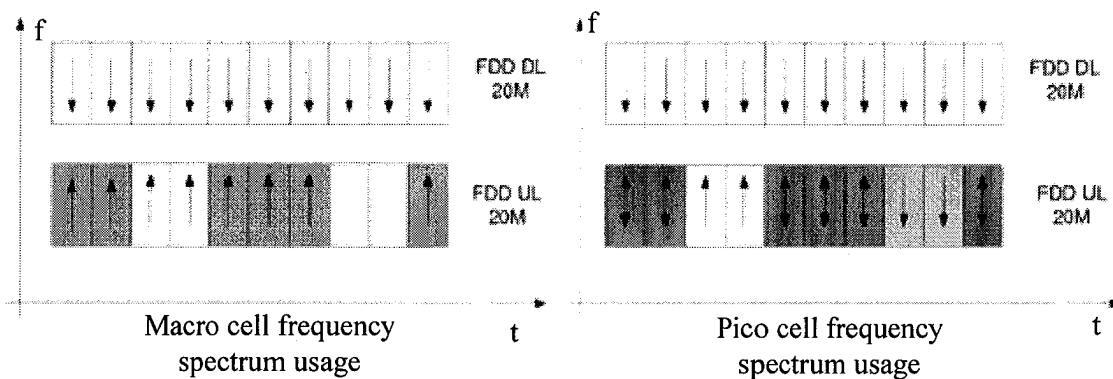 f
FDD DL
20M
FDD UL
20M
t
Macro cell frequency
spectrum usage
f
FDD DL
20M
FDD UL
20M
t
Pico cell frequency
spectrum usage